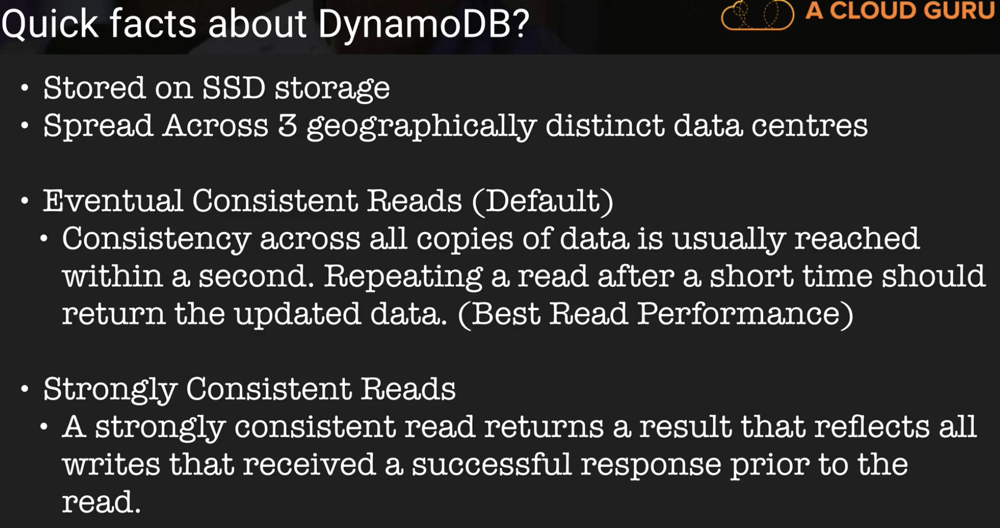 Quick facts about DynamoDB?
A CLOUD GURU
• Stored on SSD storage
• Spread Across 3 geographically distinct data centres
• Eventual Consistent Reads (Default)
• Consistency across all copies of data is usually reached
within a second. Repeating a read after a short time should
return the updated data. (Best Read Performance)
• Strongly Consistent Reads
• A strongly consistent read returns a result that reflects all
writes that received a successful response prior to the
read.